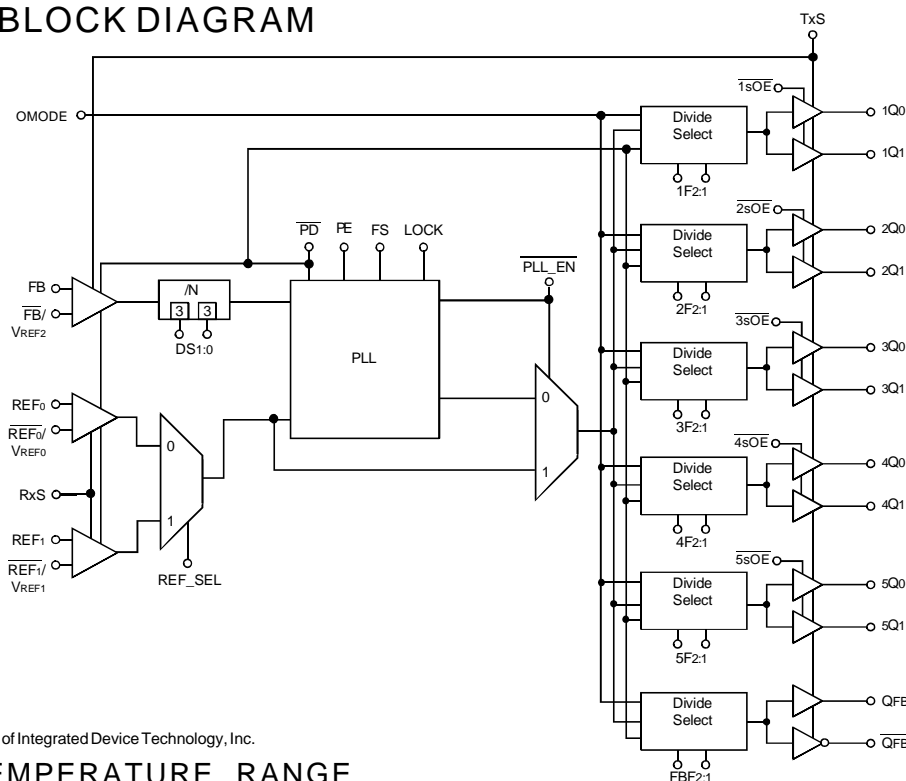 BLOCK DIAGRAM
TxS
1sOE
OMODE
Divide
Select
1Q0
1Q1
1F2:1
2sOE
PD
PE
FS
LOCK
Divide
Select
2Q0
2Q1
PLL_EN
FB
FB/
VREF2
/N
3
3
DS1:0
2F2:1
3sOE
PLL
Divide
Select
3Q0
3Q1
0
REF0
REF0/
VREF0
0
3F2:1
4sOE
Divide
Select
4Q0
4Q1
1
RxS
1
REF1
REF1/
VREF1
REF_SEL
4F2:1
5sOE
Divide
Select
5Q0
5Q1
5F2:1
Divide
Select
QFB
QFB
FBF2:1
of Integrated Device Technology, Inc.
EMPERATURE RANGE